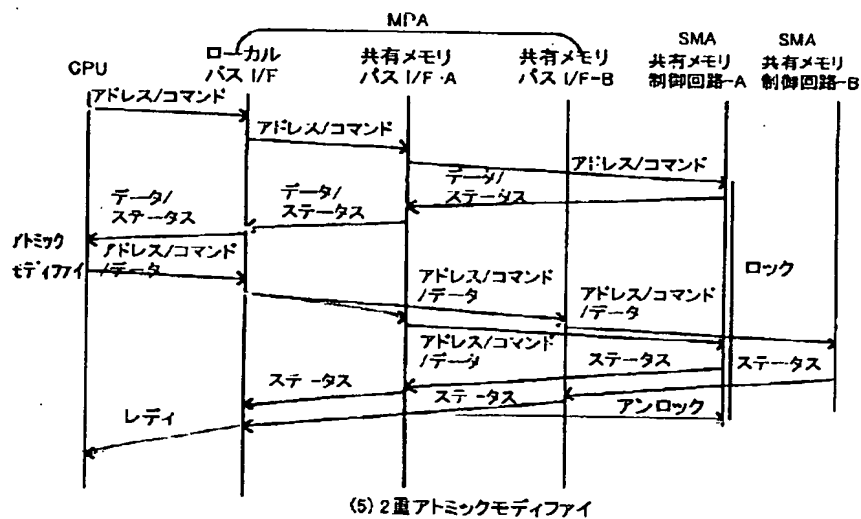 MPA
CPU
ローカル
バス I/F
共有メモリ
バス I/F-A
共有メモリ
バス I/F-B
SMA
共有メモリ
制御回路-A
SMA
共有メモリ
制御回路-B
アドレス/コマンド
アドレス/コマンド
アドレス/コマンド
データ/
ステータス
データ/
ステータス
データ/
ステータス
アトミック
モディファイ
アドレス/コマンド
/データ
ロック
アドレス/コマンド
/データ
アドレス/コマンド
/データ
アドレス/コマンド
/データ
ステータス
ステータス
ステータス
ステータス
レディ
アンロック
(5) 2重アトミックモディファイ